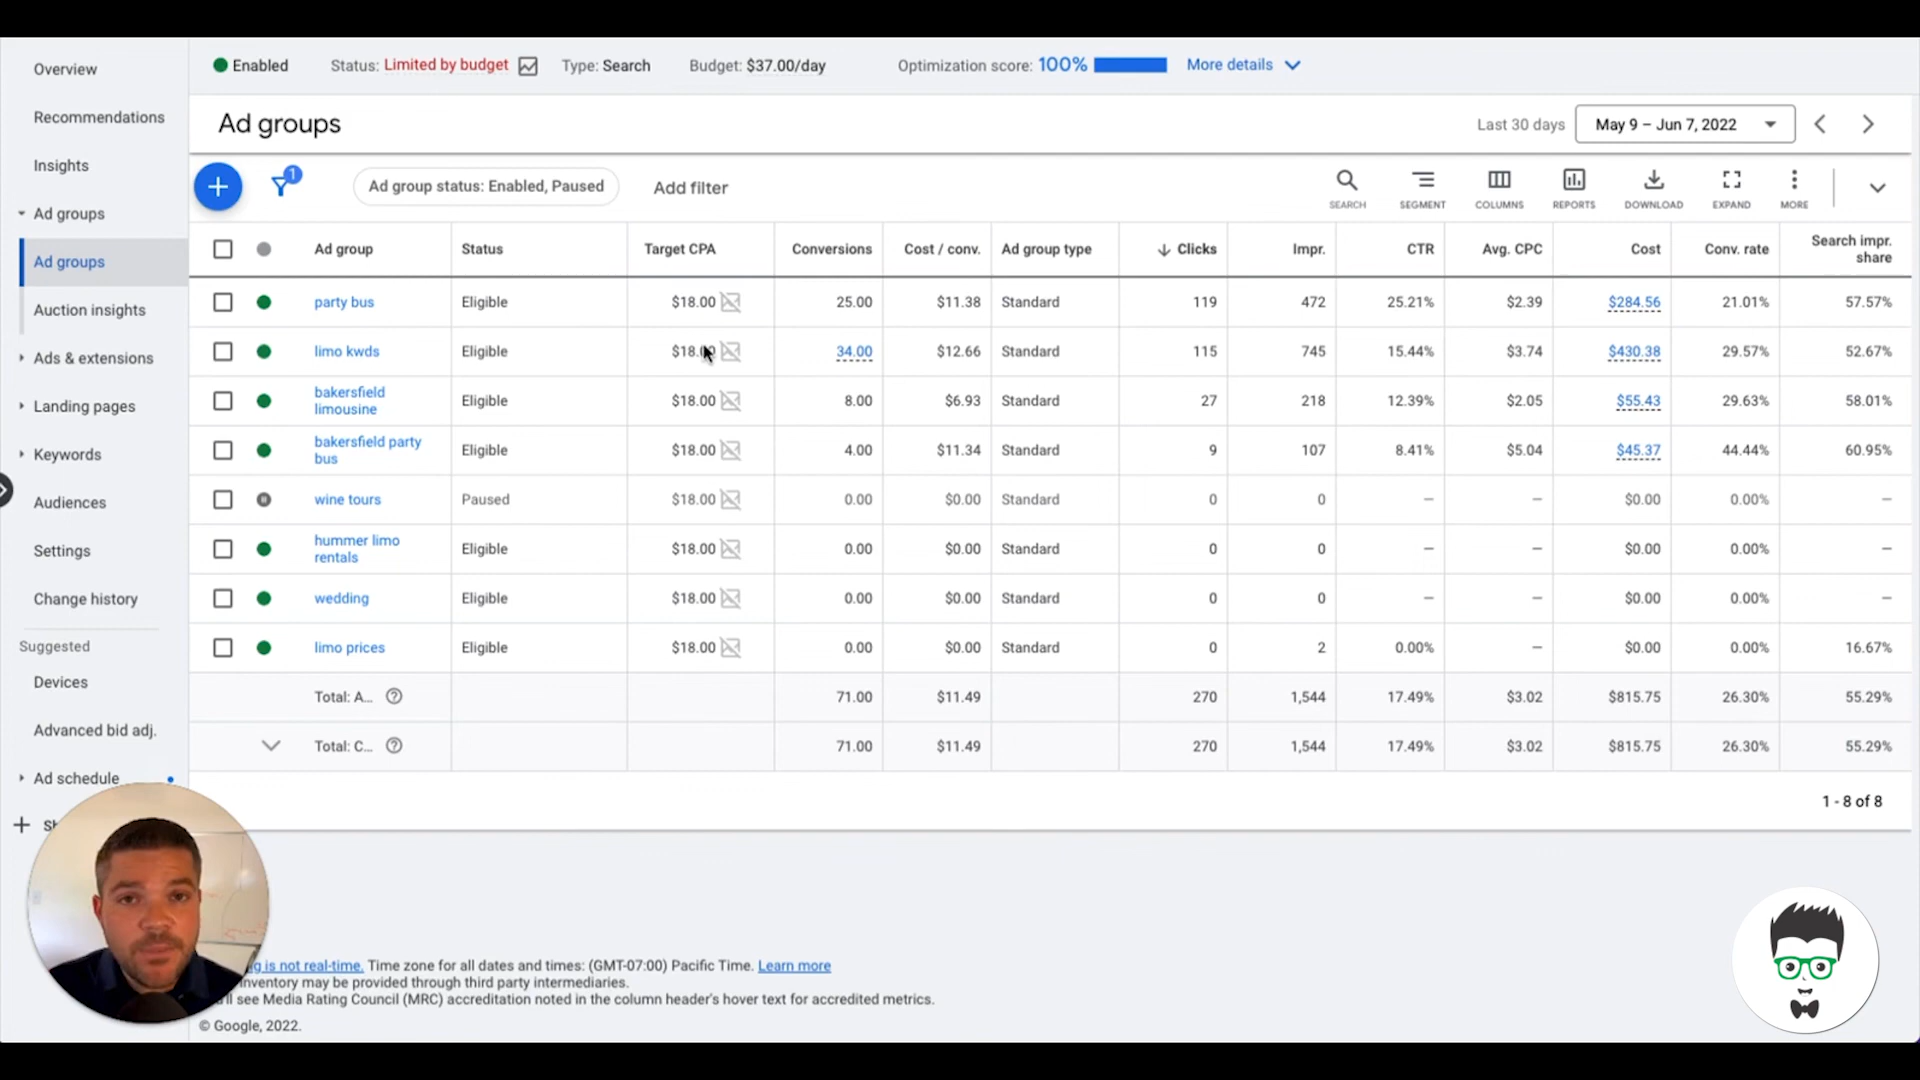 Overview
Recommendations
Insights
Ad groups
Ad groups
Auction insights
Ads & extensions
Landing pages
Keywords
Audiences
Settings
Change history
Suggested
Devices
Advanced bid adj.
Ad schedule
Enabled Status: Limited by budget Type: Search Budget: $37.00/day Optimization score: 100% More details
Ad groups Last 30 days May 9 – Jun 7, 2022
1 Ad group status: Enabled, Paused Add filter SEARCH SEGMENT COLUMNS REPORTS DOWNLOAD EXPAND MORE
Ad group Status Target CPA Conversions Cost / conv. Ad group type Clicks Impr. CTR Avg. CPC Cost Conv. rate Search impr. share
party bus Eligible $18.00 25.00 $11.38 Standard 119 472 25.21% $2.39 $284.56 21.01% 57.57%
limo kwds Eligible $18.00 34.00 $12.66 Standard 115 745 15.44% $3.74 $430.38 29.57% 52.67%
bakersfield limousine Eligible $18.00 8.00 $6.93 Standard 27 218 12.39% $2.05 $55.43 29.63% 58.01%
bakersfield party bus Eligible $18.00 4.00 $11.34 Standard 9 107 8.41% $5.04 $45.37 44.44% 60.95%
wine tours Paused $18.00 0.00 $0.00 Standard 0 0 – – $0.00 0.00% –
hummer limo rentals Eligible $18.00 0.00 $0.00 Standard 0 0 – – $0.00 0.00% –
wedding Eligible $18.00 0.00 $0.00 Standard 0 0 – – $0.00 0.00% –
limo prices Eligible $18.00 0.00 $0.00 Standard 0 2 0.00% – $0.00 0.00% 16.67%
Total: A... 71.00 $11.49 270 1,544 17.49% $3.02 $815.75 26.30% 55.29%
Total: C... 71.00 $11.49 270 1,544 17.49% $3.02 $815.75 26.30% 55.29%
1 - 8 of 8
is not real-time. Time zone for all dates and times: (GMT-07:00) Pacific Time. Learn more
inventory may be provided through third party intermediaries.
see Media Rating Council (MRC) accreditation noted in the column header's hover text for accredited metrics.
© Google, 2022.